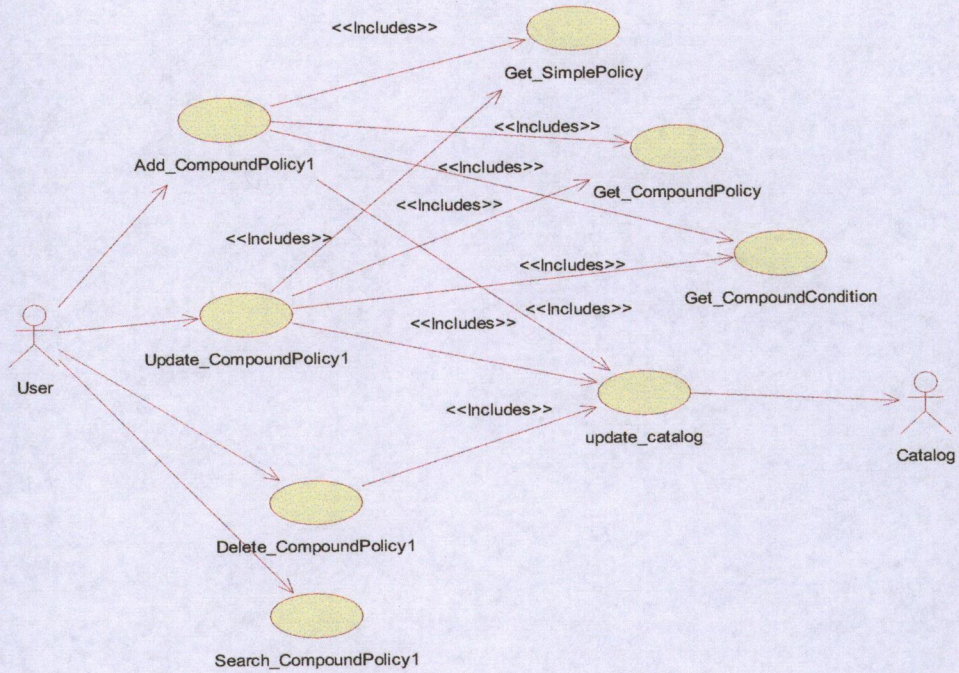 <<Includes>>
Get_SimplePolicy
<<Includes>>
Add_CompoundPolicy1
<<Includes>>
Get_CompoundPolicy
<<Includes>>
<<Includes>>
<<Includes>>
Get_CompoundCondition
<<Includes>>
<<Includes>>
Update_CompoundPolicy1
User
<<Includes>>
update_catalog
Catalog
Delete_CompoundPolicy1
Search_CompoundPolicy1